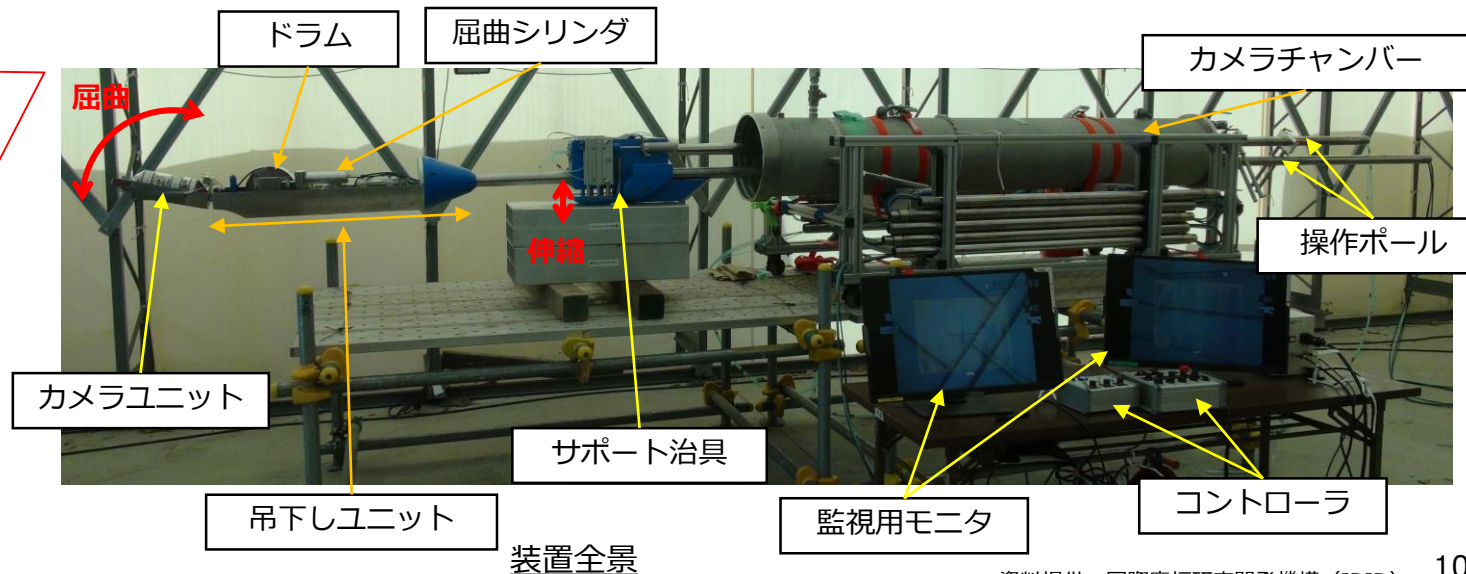 ドラム
屈曲シリンダ
カメラチャンバー
屈曲
操作ポール
伸縮
カメラユニット
サポート治具
吊下しユニット
監視用モニタ
コントローラ
装置全景
10